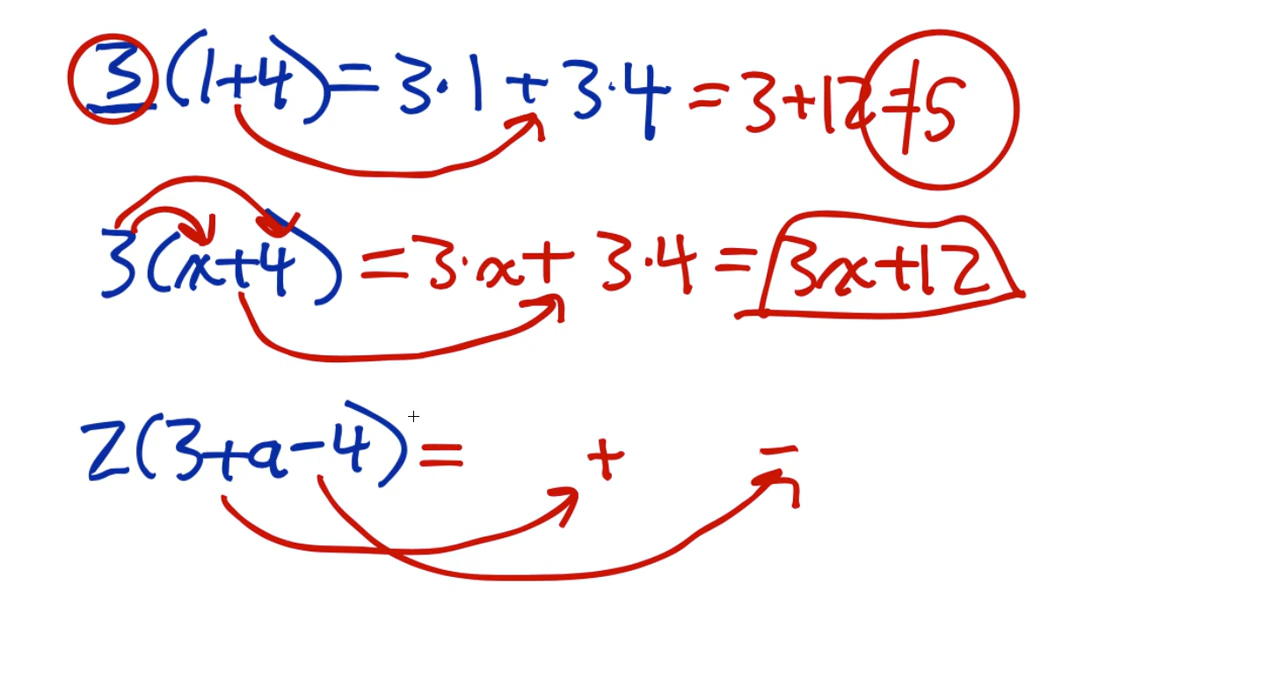 3(1+4)=3·1+3·4=3+12=15
3(x+4)=3·x+3·4=3x+12
2(3+a-4)= + -